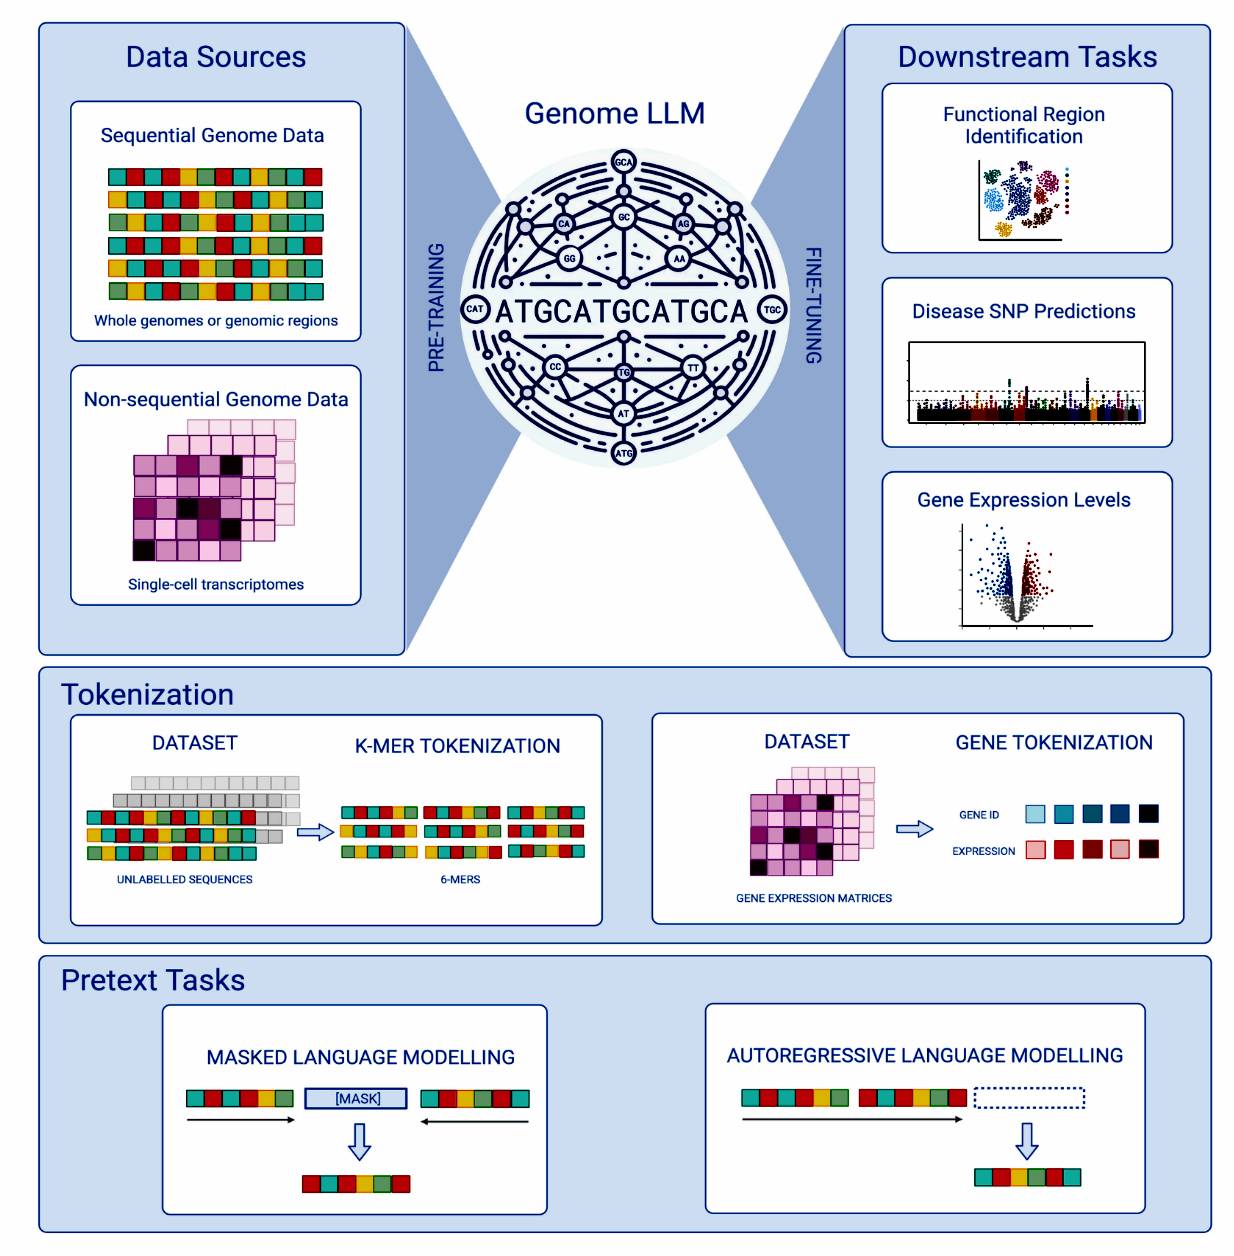 Data Sources
Sequential Genome Data
Whole genomes or genomic regions
Non-sequential Genome Data
Single-cell transcriptomes
PRE-TRAINING
Genome LLM
GCA
CA
GC
AG
GG
AA
CAT
ATGCATGCATGCA
TGC
CC
TG
TT
AT
ATG
FINE-TUNING
Downstream Tasks
Functional Region
Identification
Disease SNP Predictions
Gene Expression Levels
Tokenization
DATASET
K-MER TOKENIZATION
UNLABELLED SEQUENCES
6-MERS
DATASET
GENE TOKENIZATION
GENE ID
EXPRESSION
GENE EXPRESSION MATRICES
Pretext Tasks
MASKED LANGUAGE MODELLING
[MASK]
AUTOREGRESSIVE LANGUAGE MODELLING